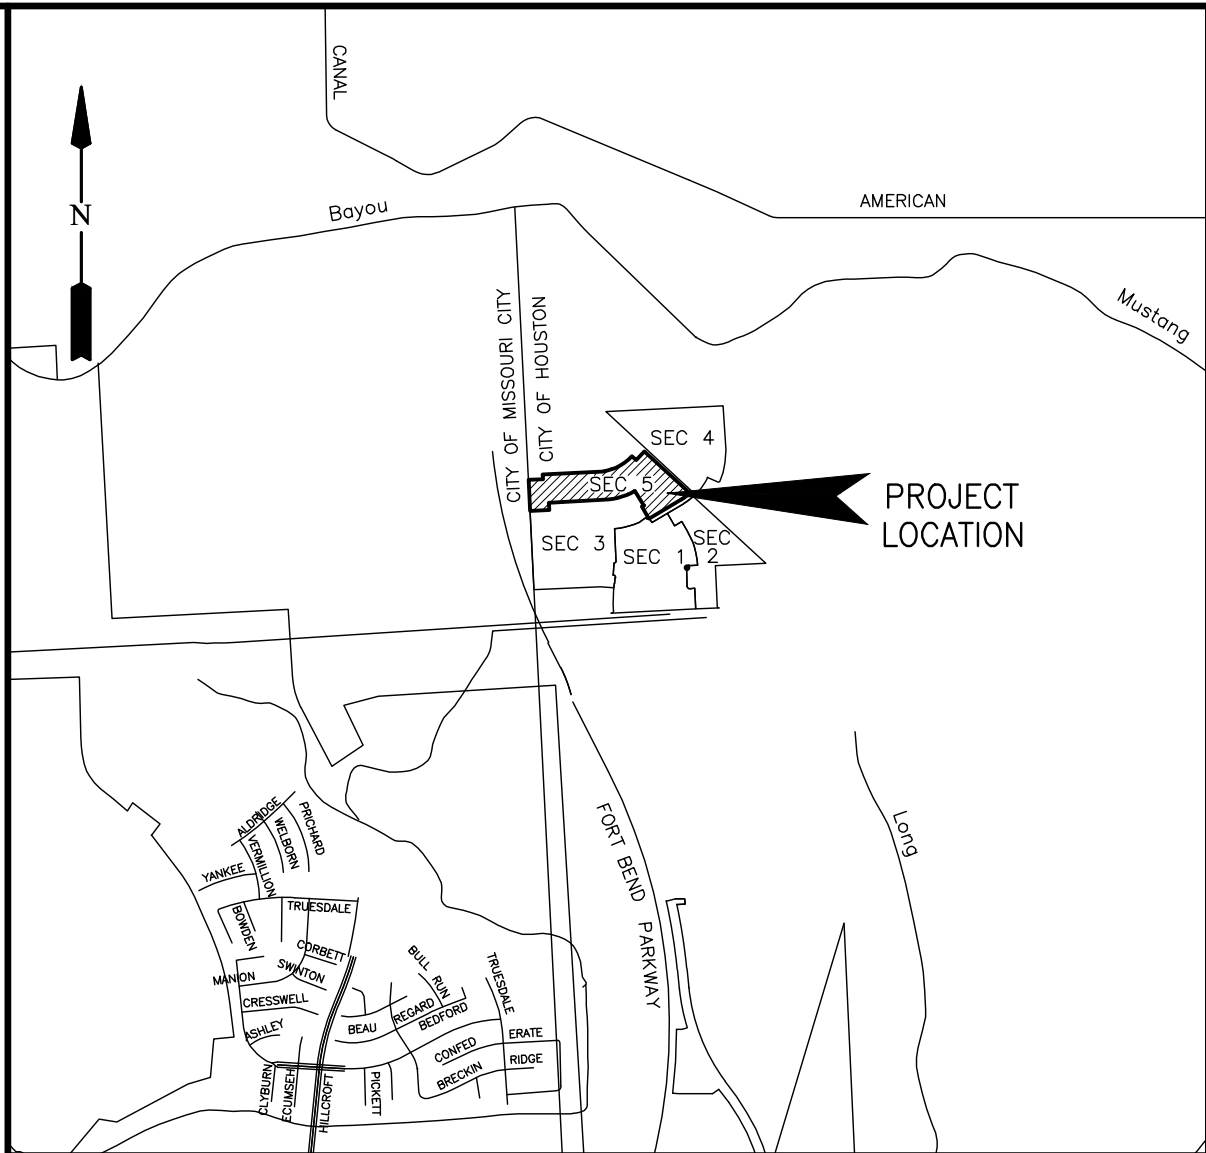 CANAL
N
Bayou
AMERICAN
Mustang
CITY OF MISSOURI CITY
CITY OF HOUSTON
SEC 4
SEC 5
PROJECT
LOCATION
SEC 3
SEC 1
SEC
2
FORT BEND PARKWAY
Long
ALDRIDGE
PRICHARD
WELBORN
VERMILLION
YANKEE
TRUESDALE
BOWDEN
CORBETT
SWINTON
MANION
CRESSWELL
ASHLEY
BULL RUN
TRUESDALE
BEAU
REGARD
BEDFORD
ERATE
CONFED
RIDGE
BRECKIN
CLYBURN
ECUMSEH
HILLCROFT
PICKETT